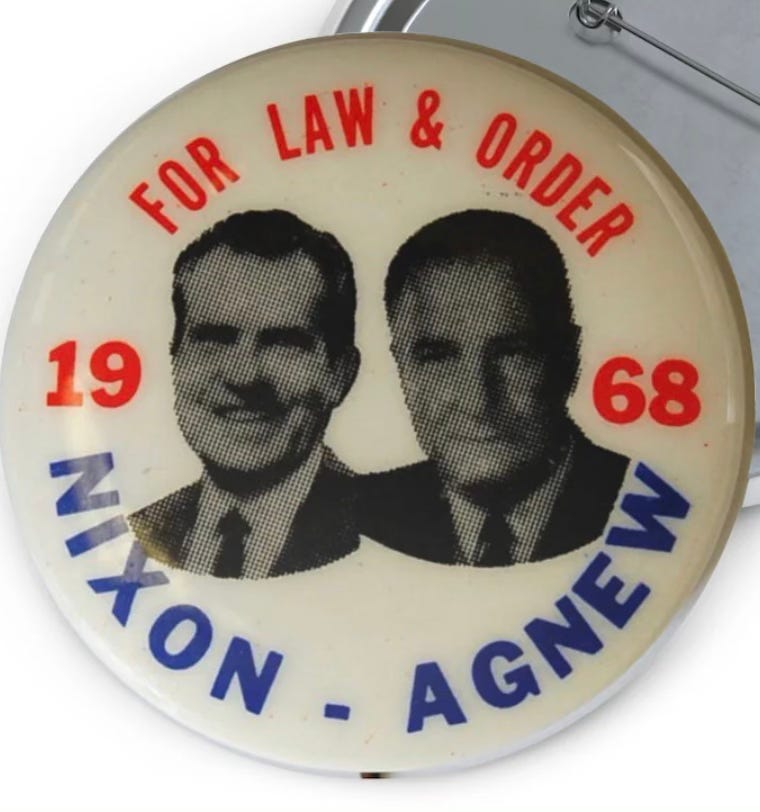 FOR LAW & ORDER
19 68
NIXON - AGNEW